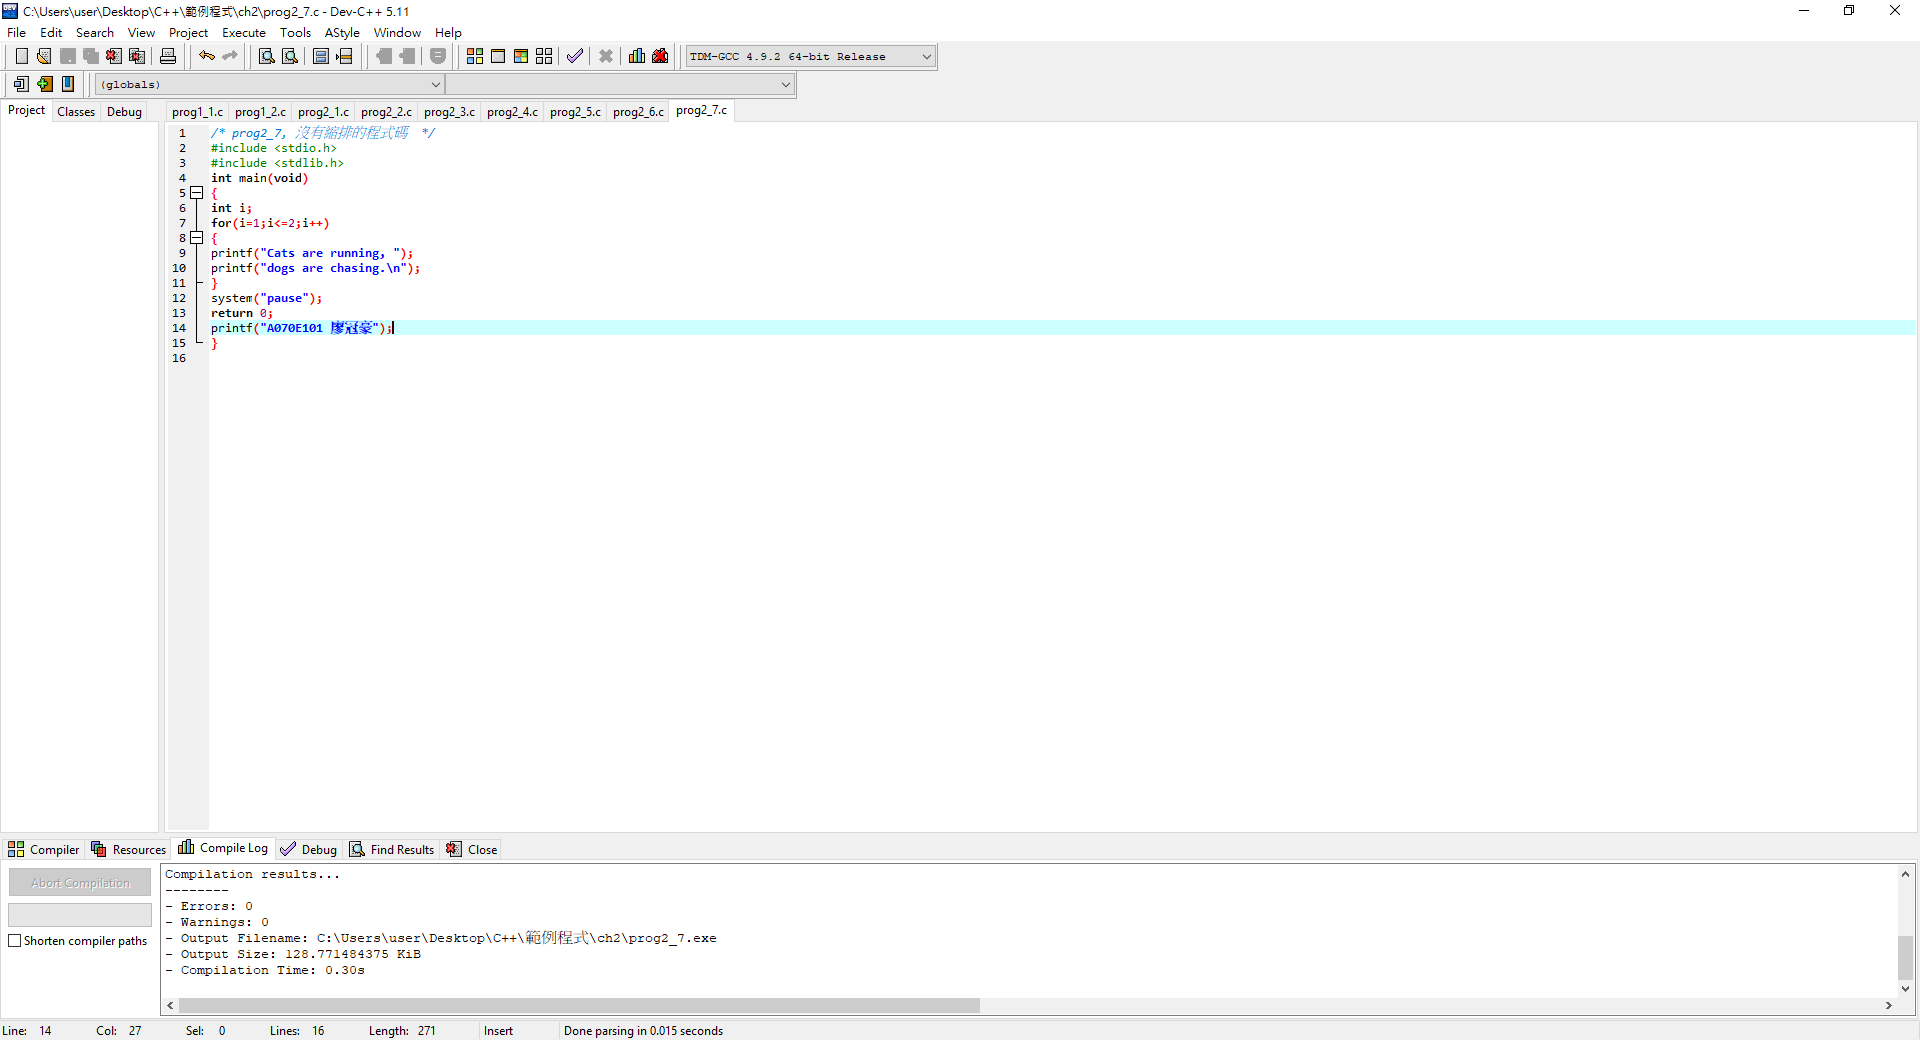 C:\Users\user\Desktop\C++\範例程式\ch2\prog2_7.c - Dev-C++ 5.11
File Edit Search View Project Execute Tools AStyle Window Help
TDM-GCC 4.9.2 64-bit Release
(globals)
Project Classes Debug prog1_1.c prog1_2.c prog2_1.c prog2_2.c prog2_3.c prog2_4.c prog2_5.c prog2_6.c prog2_7.c
1 /* prog2_7, 沒有縮排的程式碼 */
2 #include <stdio.h>
3 #include <stdlib.h>
4 int main(void)
5 {
6 int i;
7 for(i=1;i<=2;i++)
8 {
9 printf("Cats are running, ");
10 printf("dogs are chasing.\n");
11 }
12 system("pause");
13 return 0;
14 printf("A070E101 廖冠豪");
15 }
16
Compiler Resources Compile Log Debug Find Results Close
Abort Compilation
Shorten compiler paths
Compilation results...
--------
- Errors: 0
- Warnings: 0
- Output Filename: C:\Users\user\Desktop\C++\範例程式\ch2\prog2_7.exe
- Output Size: 128.771484375 KiB
- Compilation Time: 0.30s
Line: 14 Col: 27 Sel: 0 Lines: 16 Length: 271 Insert Done parsing in 0.015 seconds